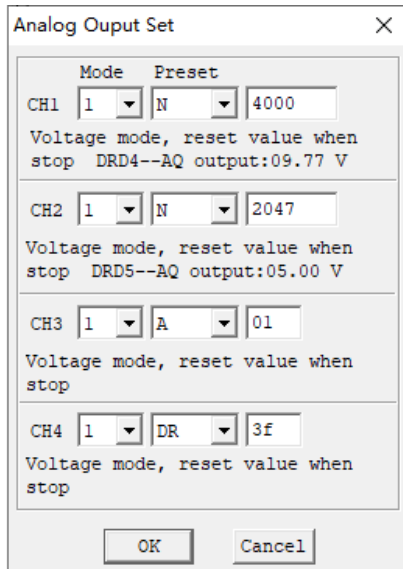 Analog Ouput Set
Mode Preset
CH1 1 N 4000
Voltage mode, reset value when
stop DRD4--AQ output:09.77 V
CH2 1 N 2047
Voltage mode, reset value when
stop DRD5--AQ output:05.00 V
CH3 1 A 01
Voltage mode, reset value when
stop
CH4 1 DR 3f
Voltage mode, reset value when
stop
OK Cancel